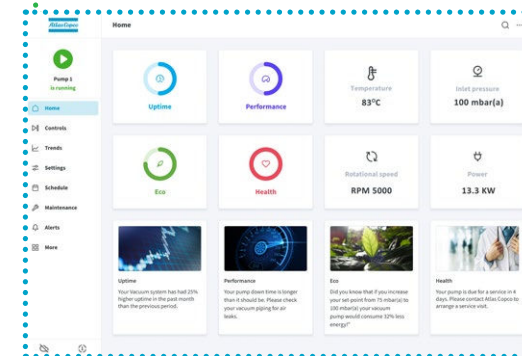 Atlas Copco
Home
Pump 1
is running
Home
Controls
Trends
Settings
Schedule
Maintenance
Alerts
More
Uptime
Performance
Temperature
83°C
Inlet pressure
100 mbar(a)
Eco
Health
Rotational speed
RPM 5000
Power
13.3 KW
Uptime
Your Vacuum system has had 25%
higher uptime in the past month
than the previous period.
Performance
Your pump down time is longer
than it should be. Please check
your vacuum piping for air
leaks.
Eco
Did you know that if you increase
your set-point from 75 mbar(a) to
100 mbar(a) your vacuum
pump would consume 32% less
energy?"
Health
Your pump is due for a service in 4
days. Please contact Atlas Copco to
arrange a service visit.